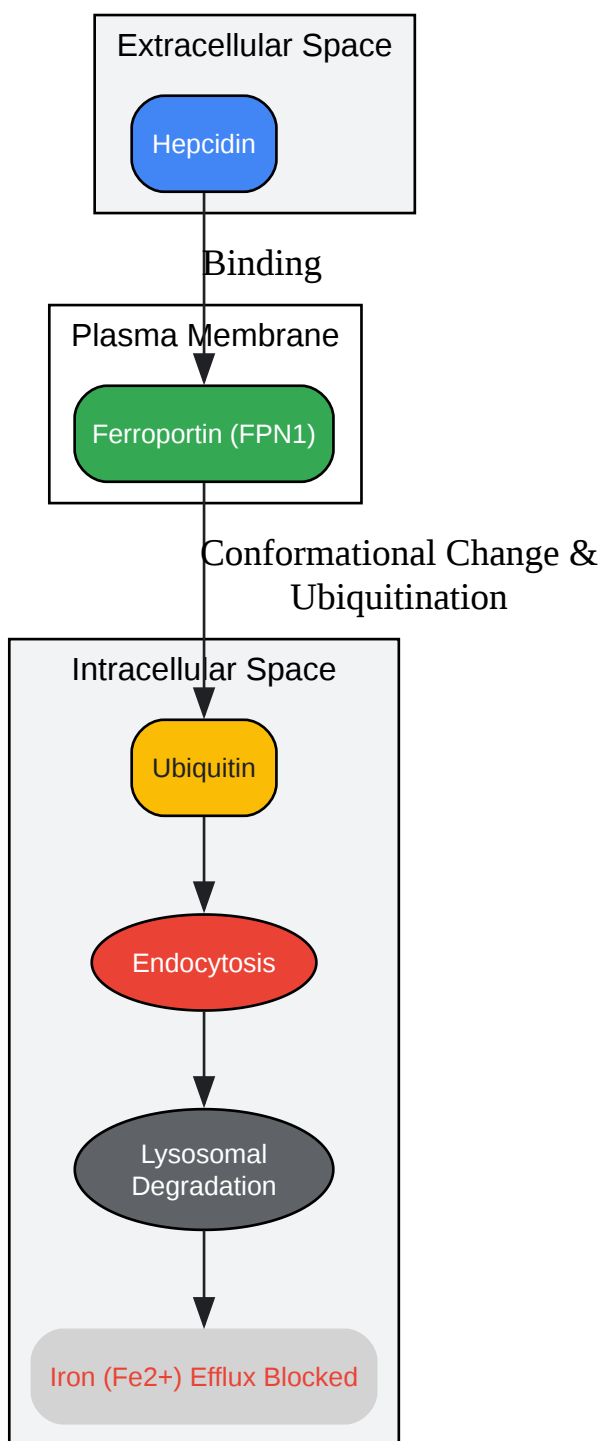 Extracellular Space
Hepcidin
Binding
Plasma Membrane
Ferroportin (FPN1)
Conformational Change &
Ubiquitination
Intracellular Space
Ubiquitin
Endocytosis
Lysosomal
Degradation
Iron (Fe2+) Efflux Blocked